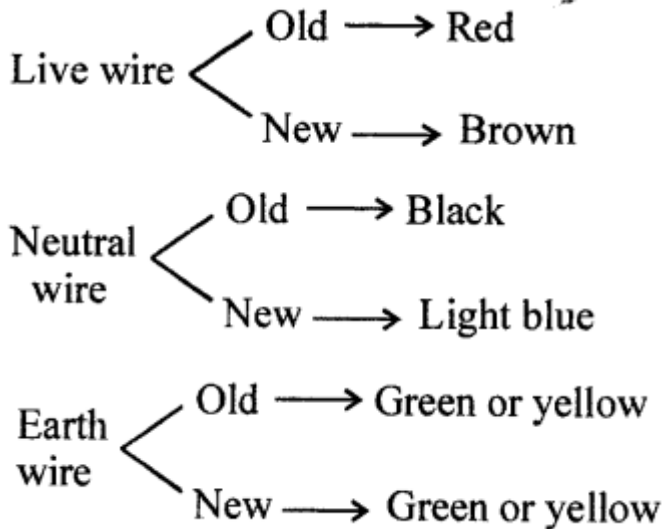 Old → Red
Live wire
New → Brown
Old → Black
Neutral
wire
New → Light blue
Old → Green or yellow
Earth
wire
New → Green or yellow